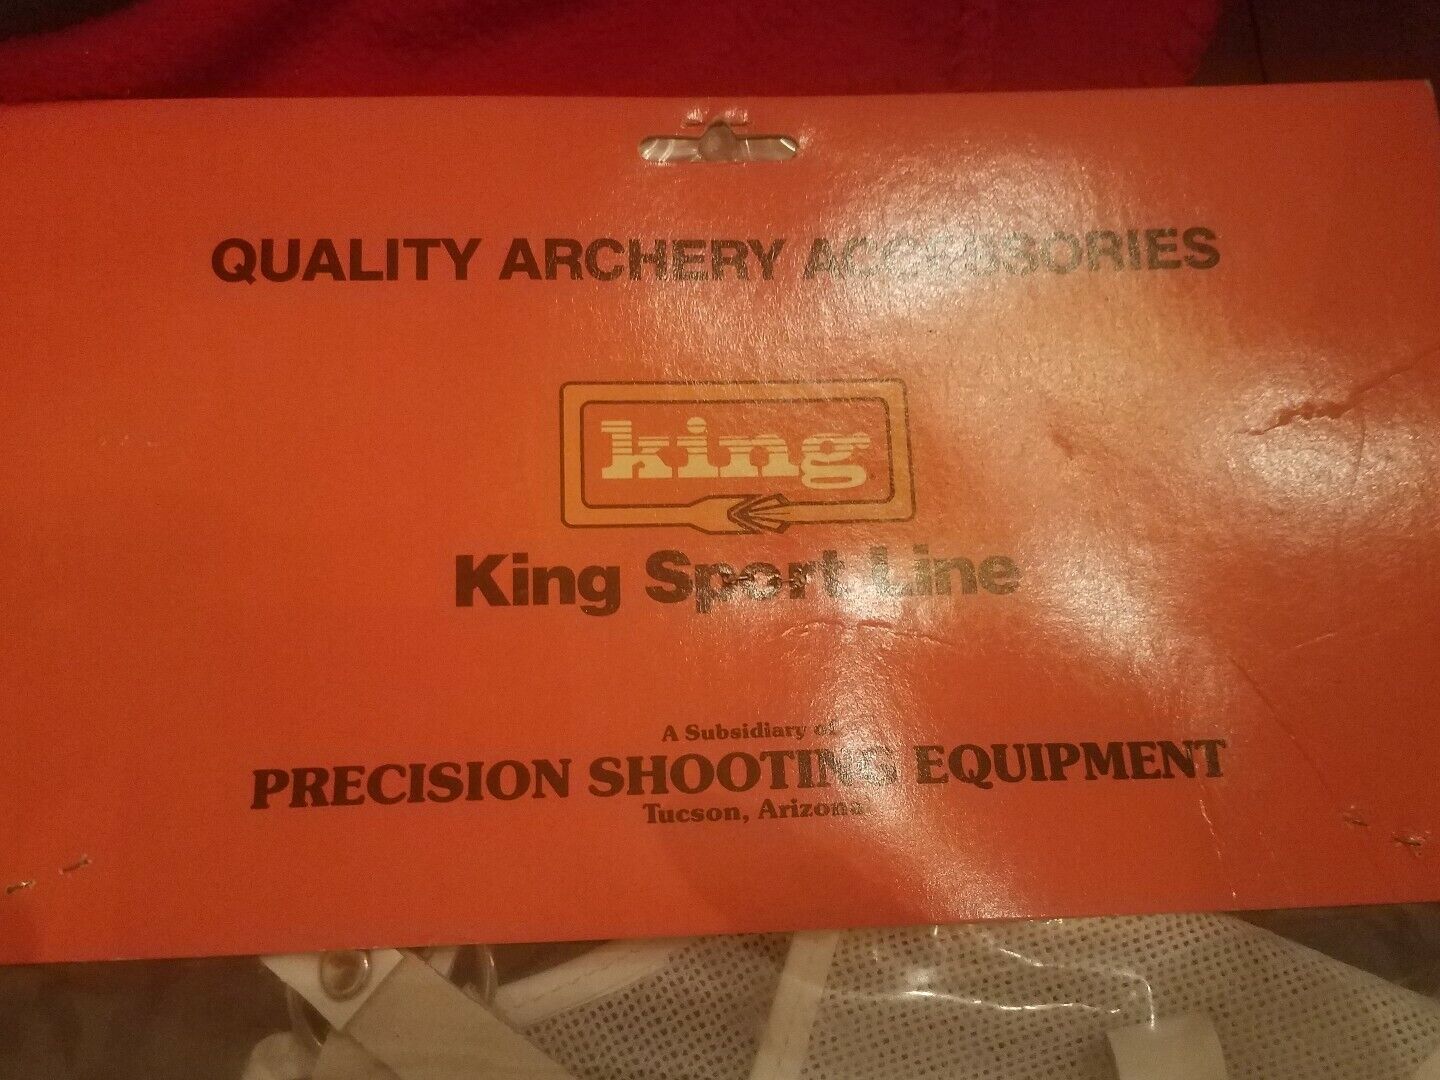 QUALITY ARCHERY ACCESSORIES
king
King Sport Line
A Subsidiary of
PRECISION SHOOTING EQUIPMENT
Tucson, Arizona